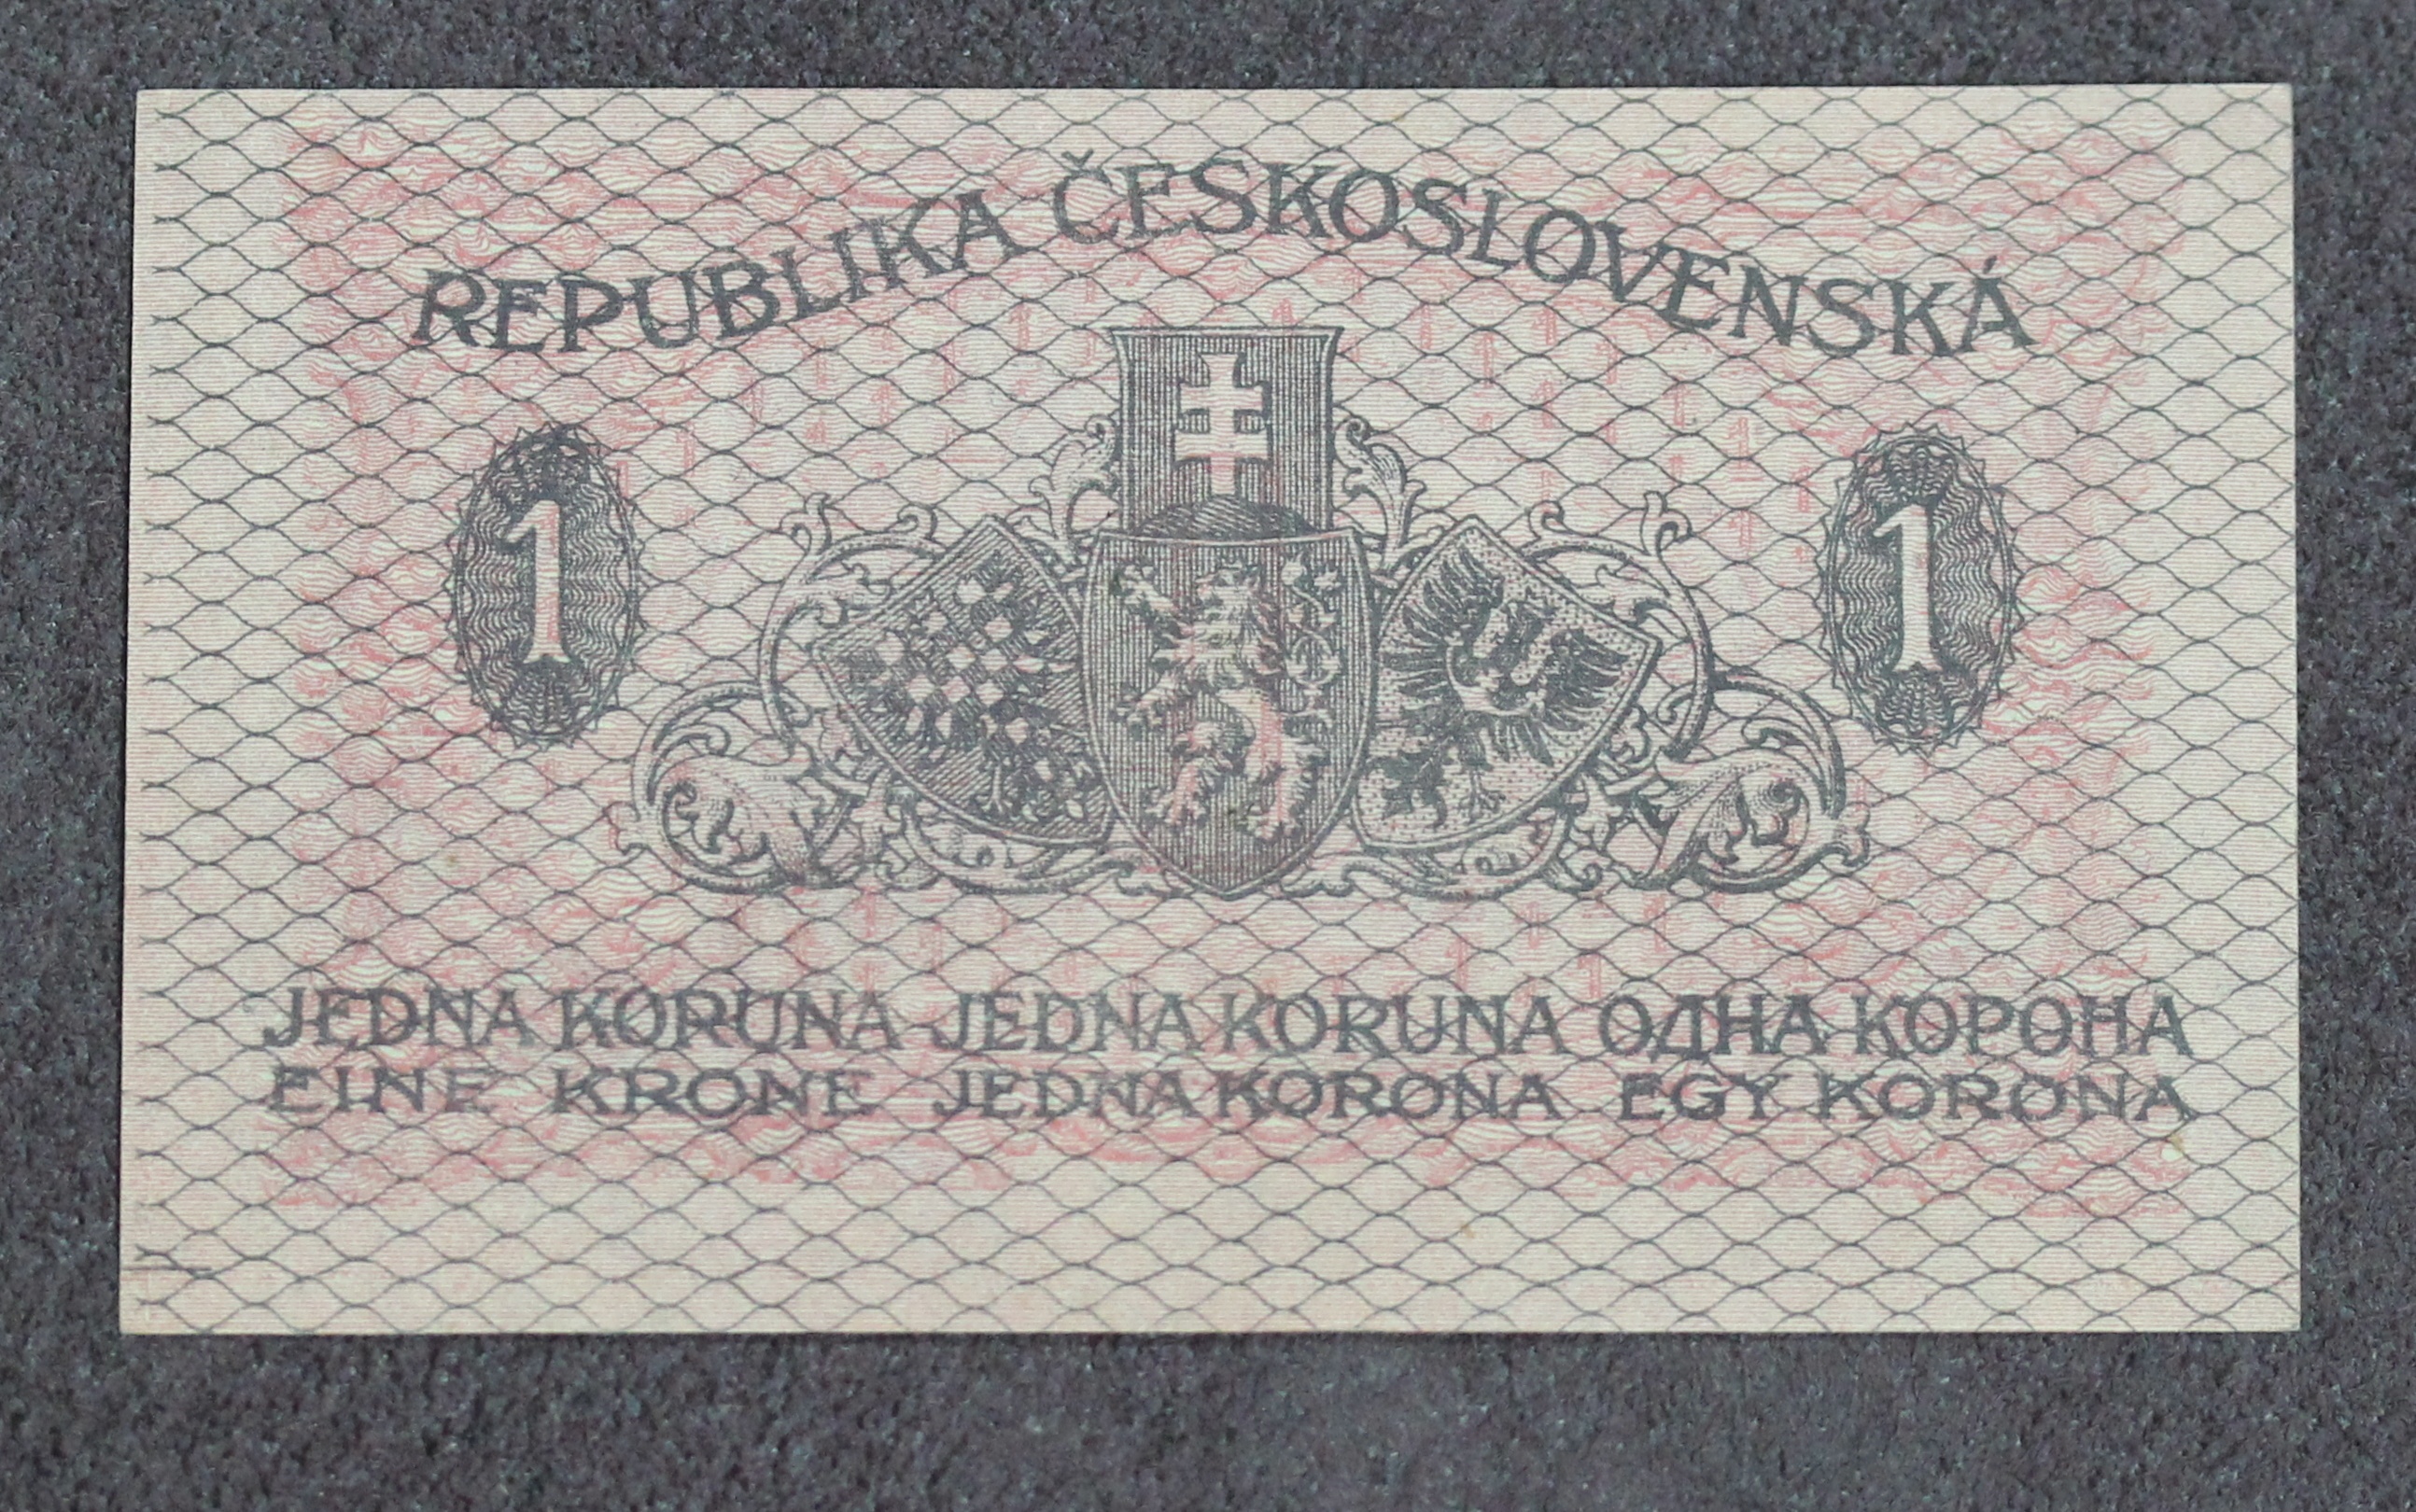 REPUBLIKA ČESKOSLOVENSKÁ
1 1
JEDNA KORUNA JEDNA KORUNA ОДНА КОРОНА
EINE KRONE JEDNA KORONA EGY KORONA